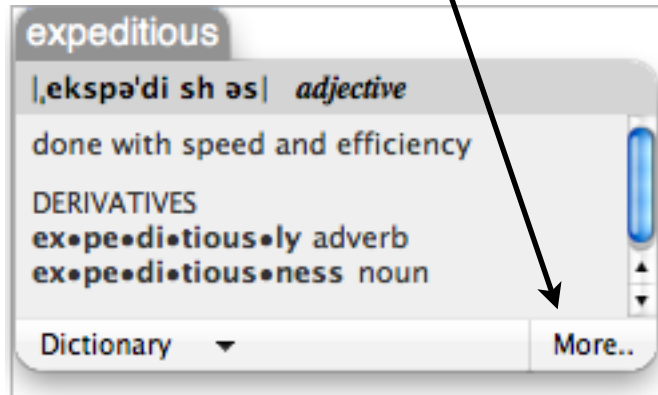 expeditious
|ˌekspəˈdi sh əs| adjective
done with speed and efficiency
DERIVATIVES
ex•pe•di•tious•ly adverb
ex•pe•di•tious•ness noun
Dictionary More..